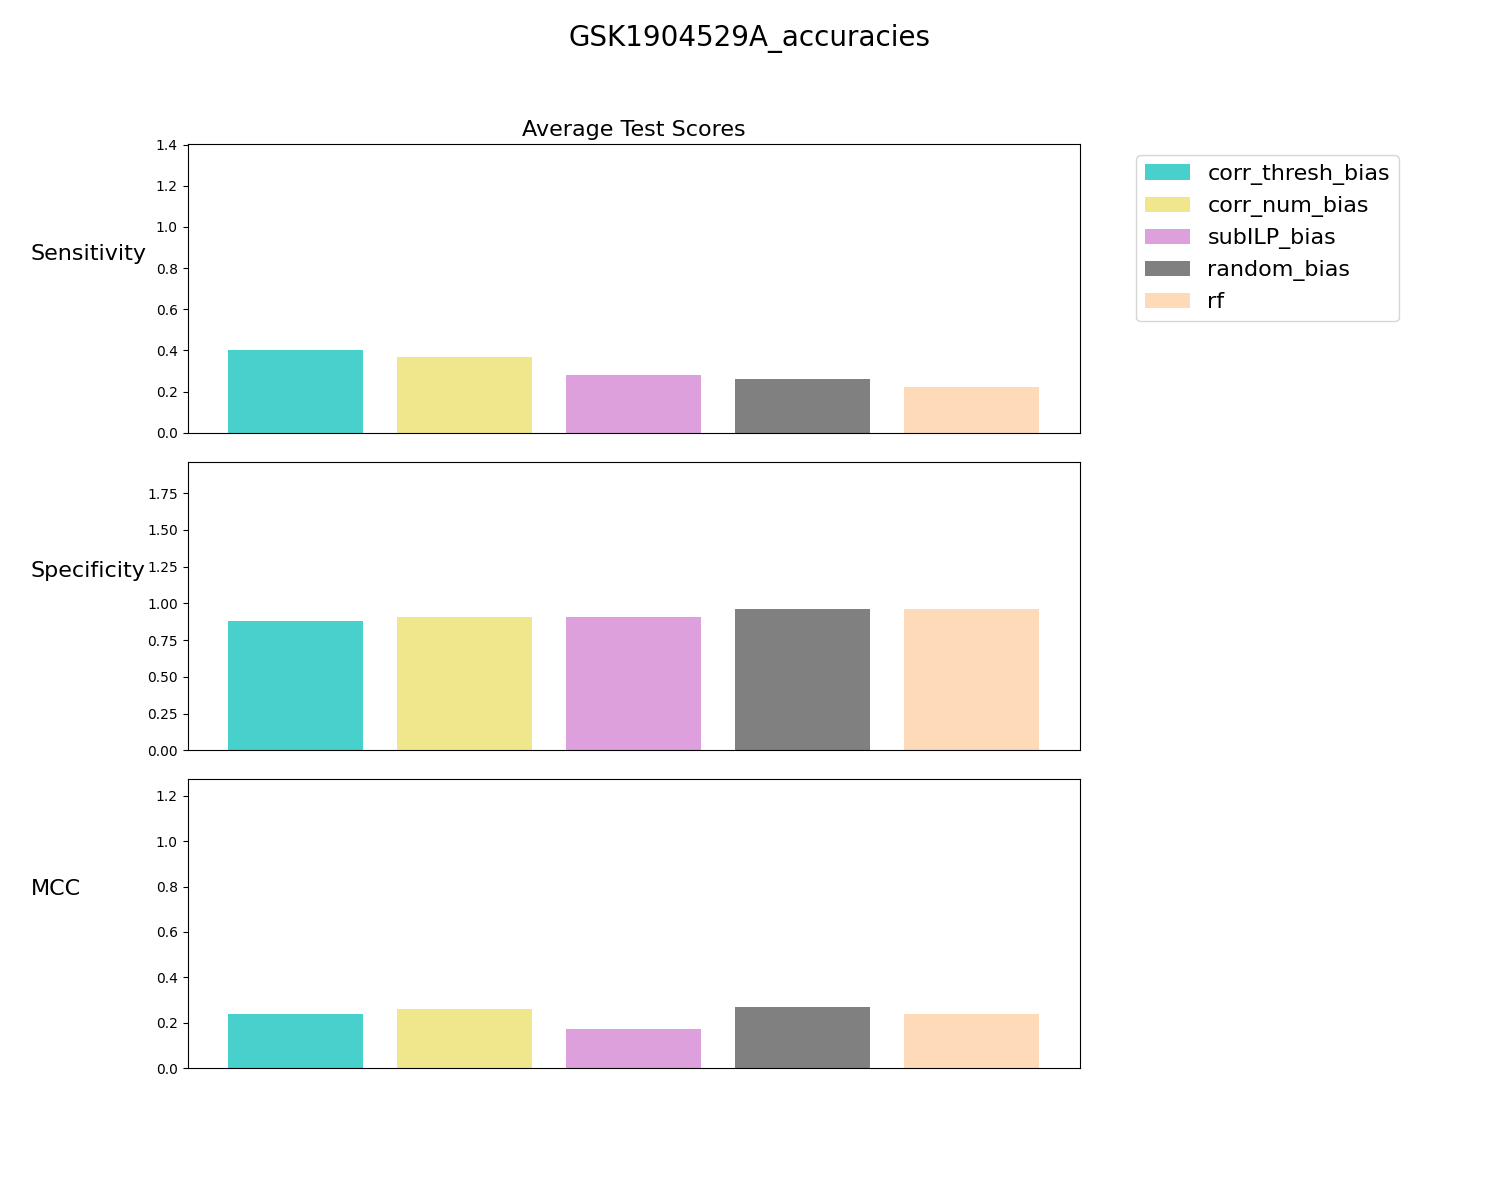 GSK1904529A_accuracies
Average Test Scores
Sensitivity
1.4
1.2
1.0
0.8
0.6
0.4
0.2
0.0
corr_thresh_bias
corr_num_bias
subILP_bias
random_bias
rf
Specificity
1.75
1.50
1.25
1.00
0.75
0.50
0.25
0.00
MCC
1.2
1.0
0.8
0.6
0.4
0.2
0.0